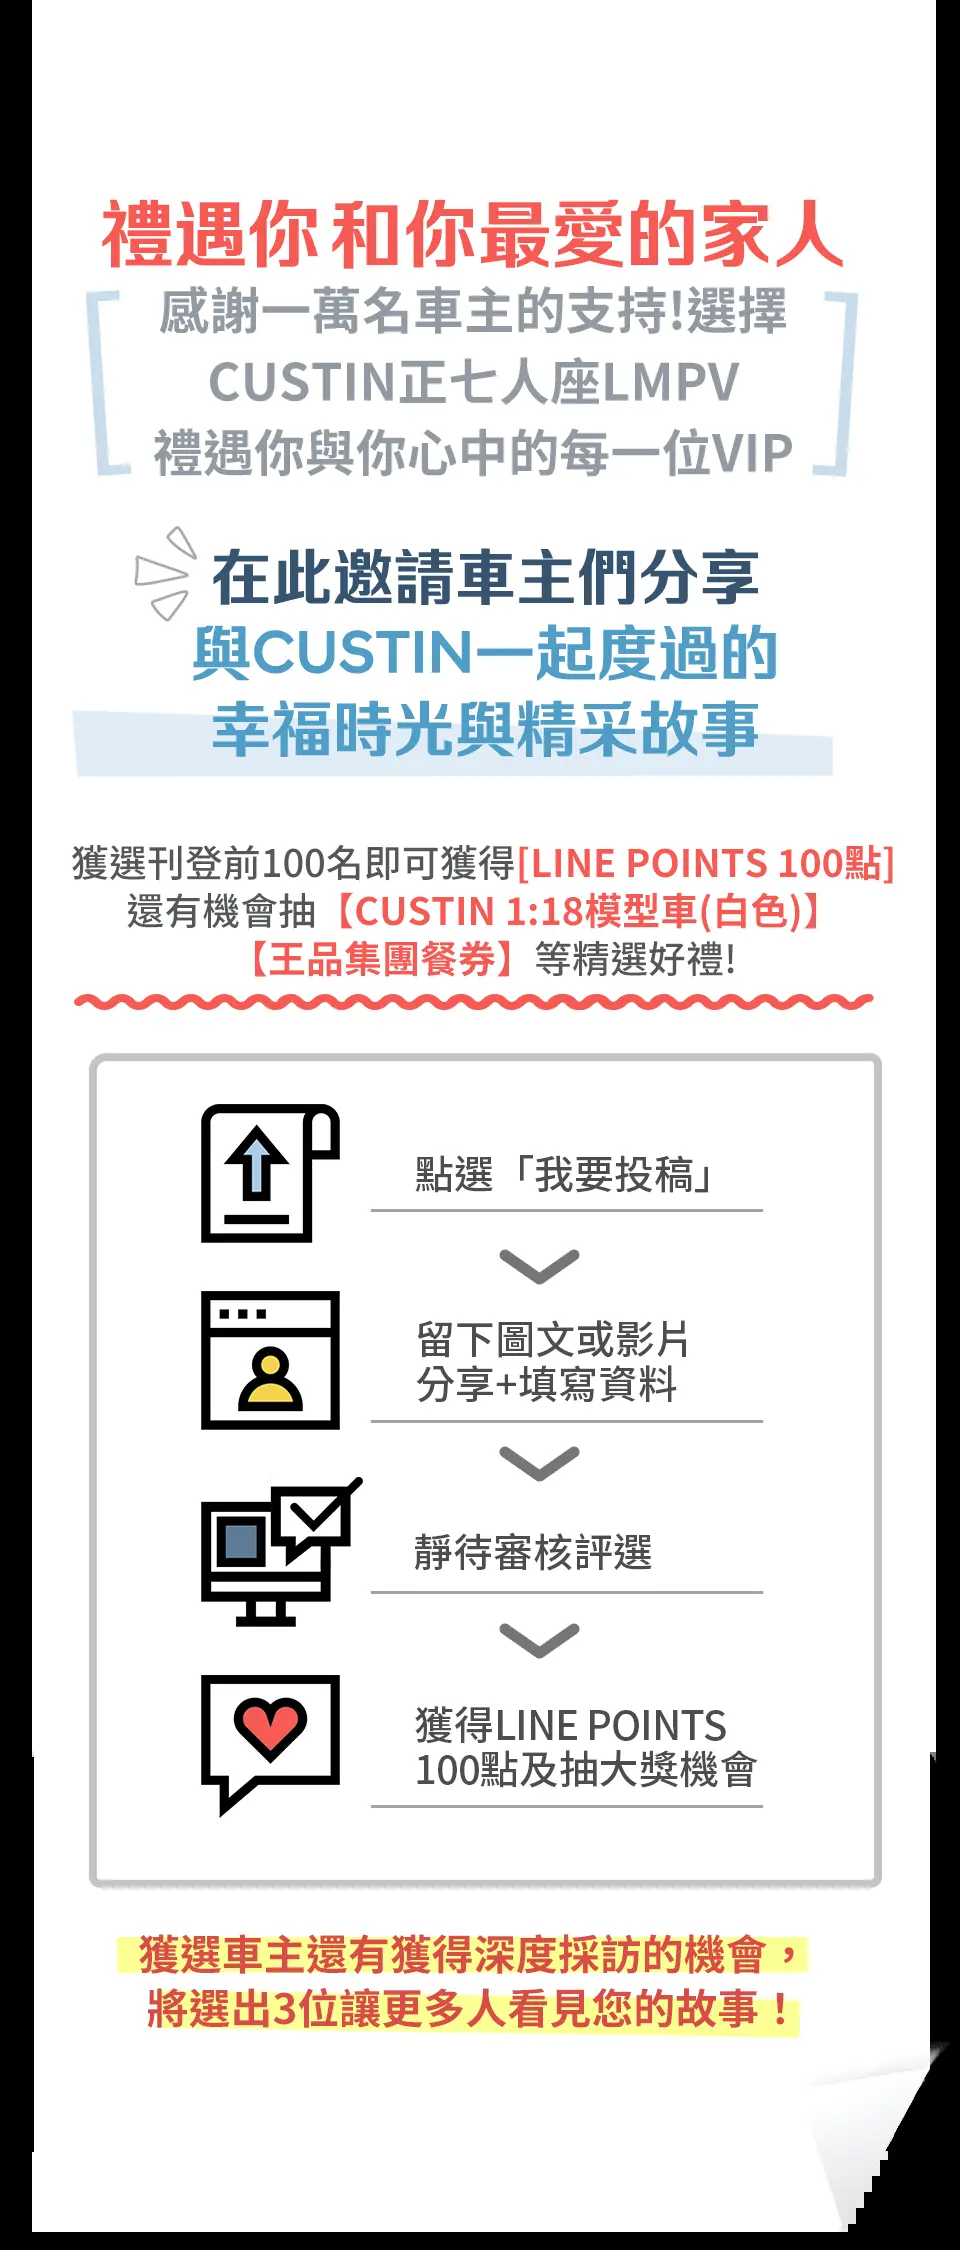 禮遇你 和你最愛的家人
感謝一萬名車主的支持!選擇
CUSTIN正七人座LMPV
禮遇你與你心中的每一位VIP
在此邀請車主們分享
與CUSTIN一起度過的
幸福時光與精采故事
獲選刊登前100名即可獲得[LINE POINTS 100點]
還有機會抽【CUSTIN 1:18模型車(白色)】
【王品集團餐券】等精選好禮!
點選「我要投稿」
留下圖文或影片
分享+填寫資料
靜待審核評選
獲得LINE POINTS
100點及抽大獎機會
獲選車主還有獲得深度採訪的機會，
將選出3位讓更多人看見您的故事！